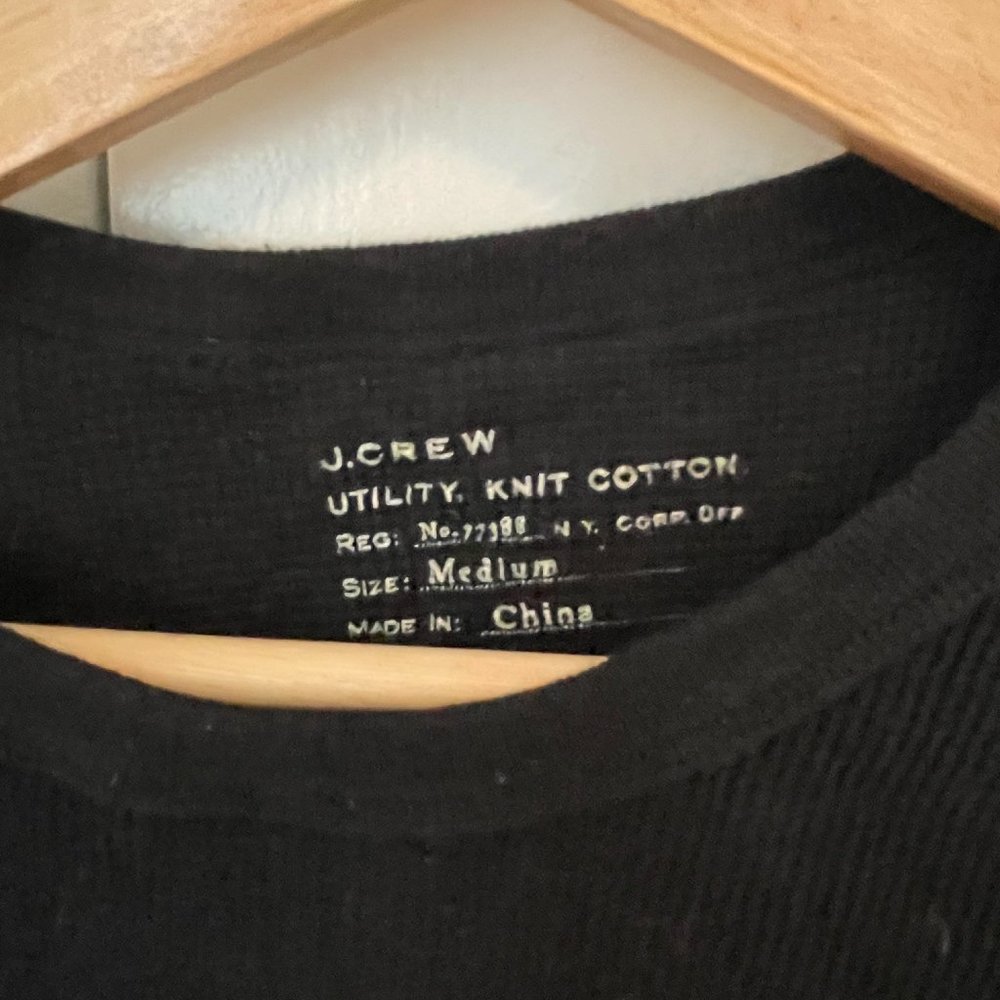 J.CREW
UTILITY, KNIT COTTON
REG: No.77388 N.Y. CORP. OFF
SIZE: Medium
MADE IN: China